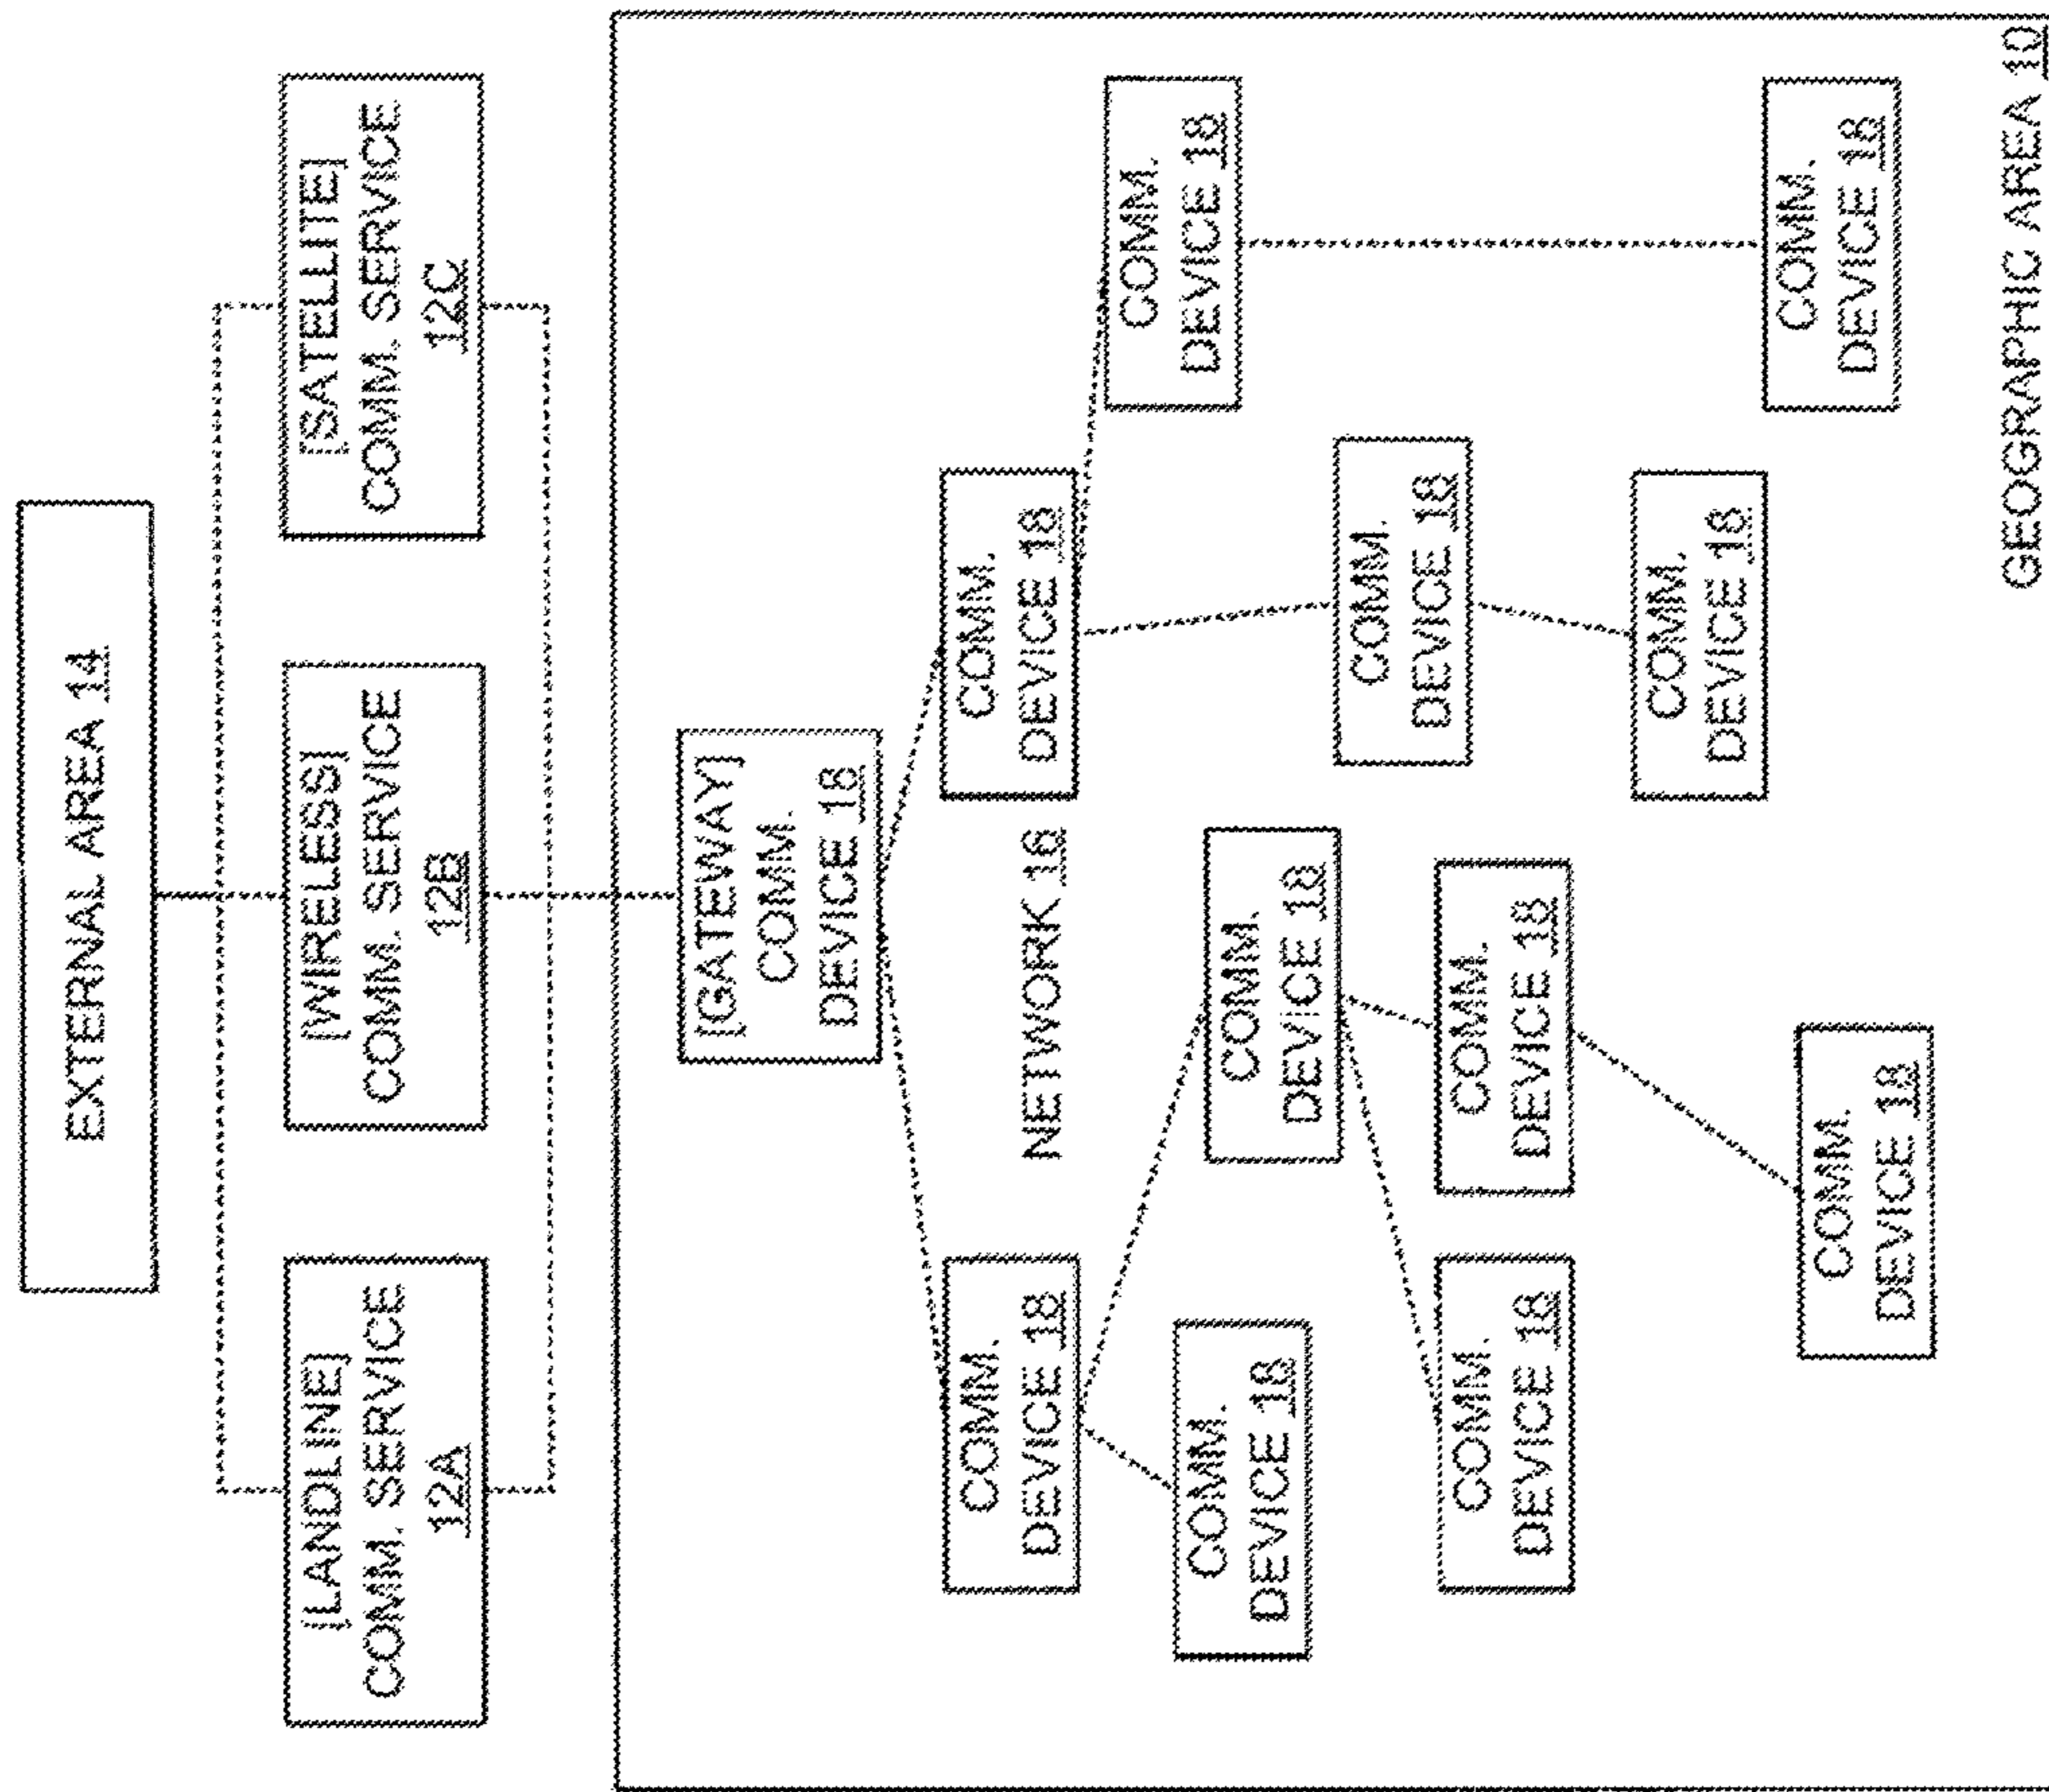 EXTERNAL AREA 14
[LANDLINE]
COMM. SERVICE
12A
[WIRELESS]
COMM. SERVICE
12B
[SATELLITE]
COMM. SERVICE
12C
[GATEWAY]
COMM.
DEVICE 18
COMM.
DEVICE 18
NETWORK 16
COMM.
DEVICE 18
COMM.
DEVICE 18
COMM.
DEVICE 18
COMM.
DEVICE 18
COMM.
DEVICE 18
COMM.
DEVICE 18
COMM.
DEVICE 18
COMM.
DEVICE 18
COMM.
DEVICE 18
COMM.
DEVICE 18
COMM.
DEVICE 18
GEOGRAPHIC AREA 10